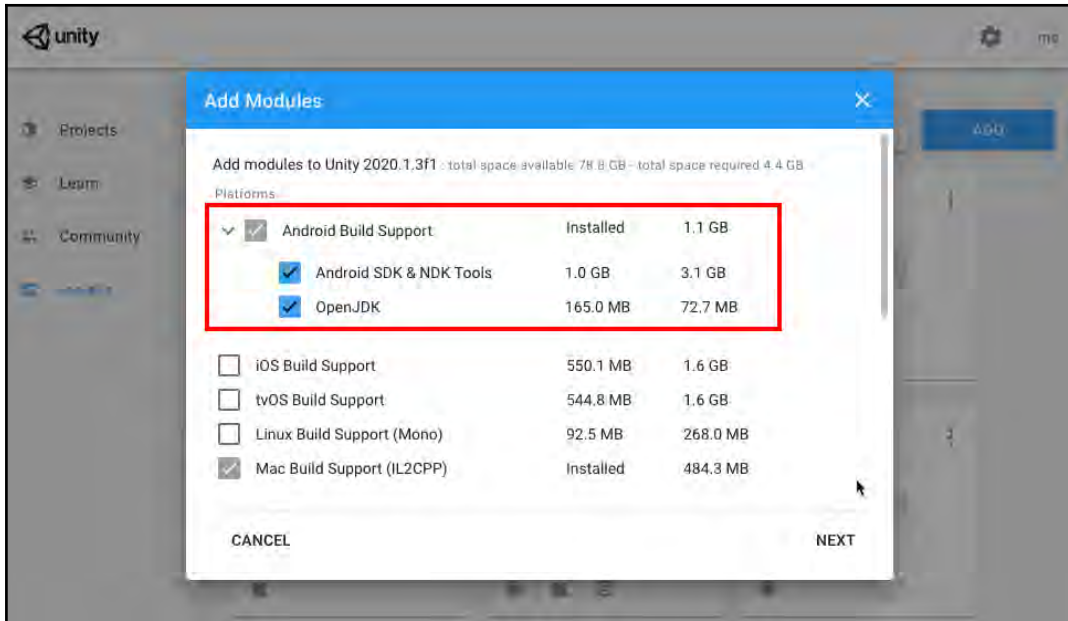 unity
Add Modules
ADD
Projects
Add modules to Unity 2020.1.3f1 : total space available 78.8 GB - total space required 4.4 GB
Learn
Platforms
Android Build Support Installed 1.1 GB
Community
Android SDK & NDK Tools 1.0 GB 3.1 GB
OpenJDK 165.0 MB 72.7 MB
iOS Build Support 550.1 MB 1.6 GB
tvOS Build Support 544.8 MB 1.6 GB
Linux Build Support (Mono) 92.5 MB 268.0 MB
Mac Build Support (IL2CPP) Installed 484.3 MB
CANCEL NEXT